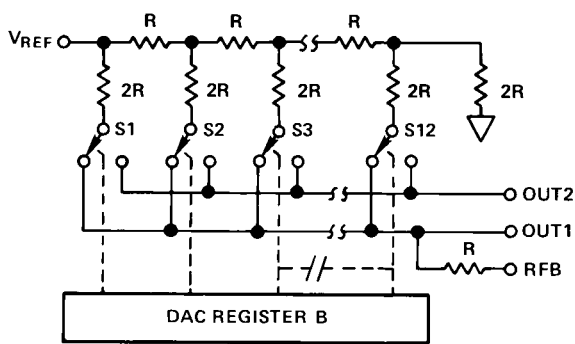 R R R
VREF
2R 2R 2R 2R 2R
S1 S2 S3 S12
OUT2
OUT1
R
RFB
DAC REGISTER B